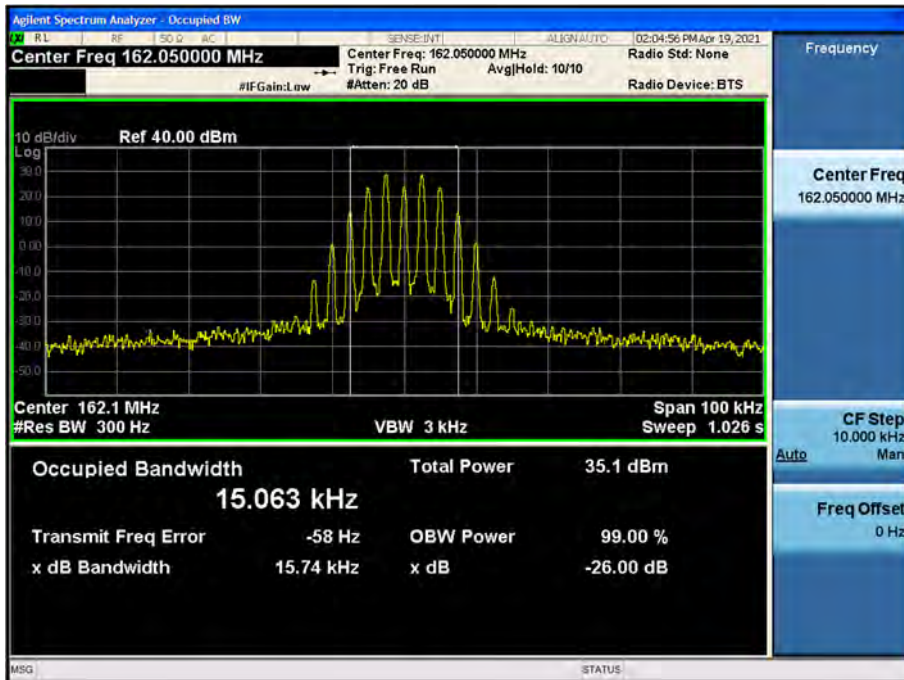 Agilent Spectrum Analyzer - Occupied BW
LXI RL RF 50 Ω AC SENSE:INT ALIGN AUTO 02:04:56 PM Apr 19, 2021
Center Freq 162.050000 MHz
Center Freq: 162.050000 MHz
Radio Std: None
Trig: Free Run Avg|Hold: 10/10
#IFGain:Low #Atten: 20 dB Radio Device: BTS
10 dB/div Ref 40.00 dBm
Log
30.0
20.0
10.0
0.00
-10.0
-20.0
-30.0
-40.0
-50.0
Center 162.1 MHz Span 100 kHz
#Res BW 300 Hz VBW 3 kHz Sweep 1.026 s
Occupied Bandwidth Total Power 35.1 dBm
15.063 kHz
Transmit Freq Error -58 Hz OBW Power 99.00 %
x dB Bandwidth 15.74 kHz x dB -26.00 dB
MSG STATUS
Frequency
Center Freq
162.050000 MHz
CF Step
10.000 kHz
Auto Man
Freq Offset
0 Hz